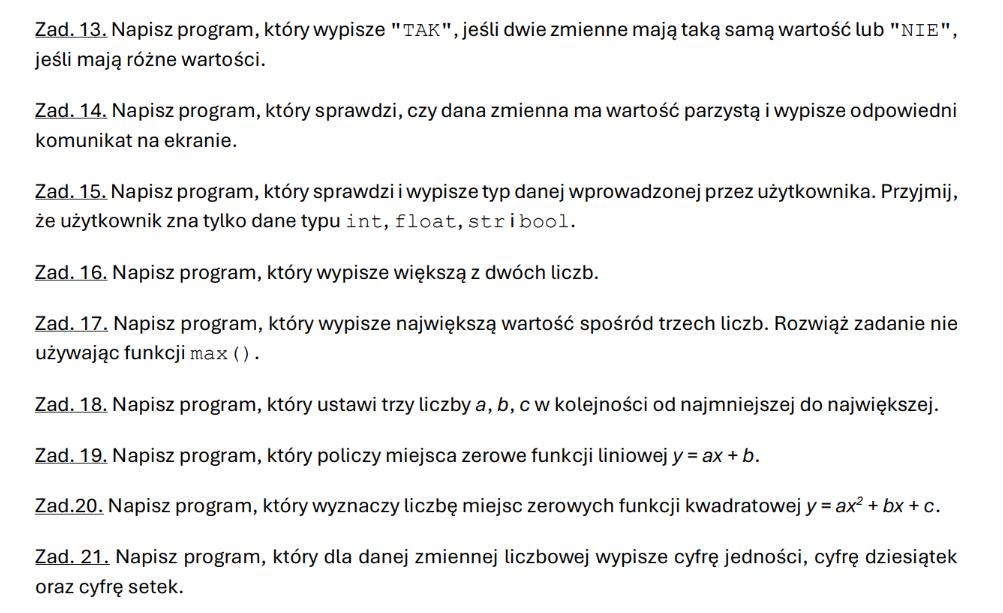 Zad. 13. Napisz program, który wypisze "TAK", jeśli dwie zmienne mają taką samą wartość lub "NIE",
jeśli mają różne wartości.
Zad. 14. Napisz program, który sprawdzi, czy dana zmienna ma wartość parzystą i wypisze odpowiedni
komunikat na ekranie.
Zad. 15. Napisz program, który sprawdzi i wypisze typ danej wprowadzonej przez użytkownika. Przyjmij,
że użytkownik zna tylko dane typu int, float, str i bool.
Zad. 16. Napisz program, który wypisze większą z dwóch liczb.
Zad. 17. Napisz program, który wypisze największą wartość spośród trzech liczb. Rozwiąż zadanie nie
używając funkcji max().
Zad. 18. Napisz program, który ustawi trzy liczby a, b, c w kolejności od najmniejszej do największej.
Zad. 19. Napisz program, który policzy miejsca zerowe funkcji liniowej y = ax + b.
Zad.20. Napisz program, który wyznaczy liczbę miejsc zerowych funkcji kwadratowej y = ax² + bx + c.
Zad. 21. Napisz program, który dla danej zmiennej liczbowej wypisze cyfrę jedności, cyfrę dziesiątek
oraz cyfrę setek.